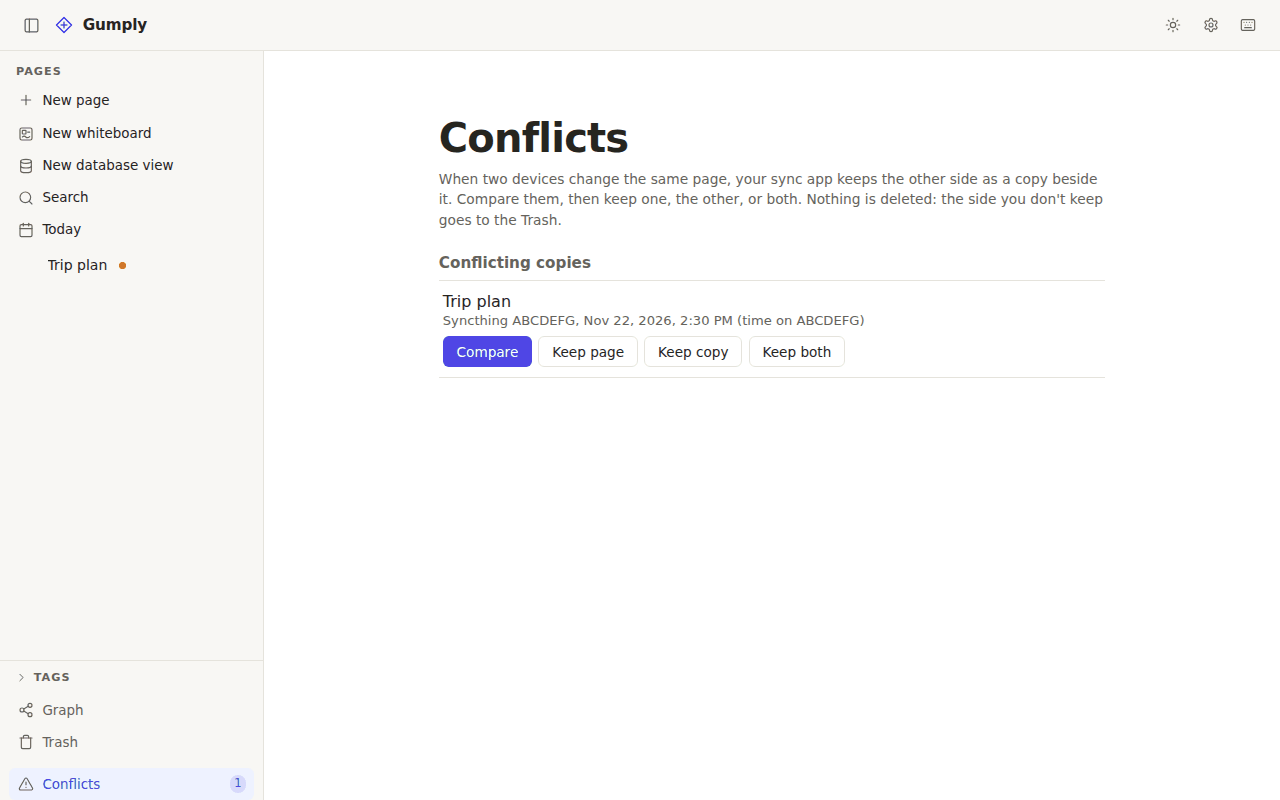 Gumply
PAGES
New page
New whiteboard
New database view
Search
Today
Trip plan
TAGS
Graph
Trash
Conflicts 1
Conflicts
When two devices change the same page, your sync app keeps the other side as a copy beside
it. Compare them, then keep one, the other, or both. Nothing is deleted: the side you don't keep
goes to the Trash.
Conflicting copies
Trip plan
Syncthing ABCDEFG, Nov 22, 2026, 2:30 PM (time on ABCDEFG)
Compare Keep page Keep copy Keep both